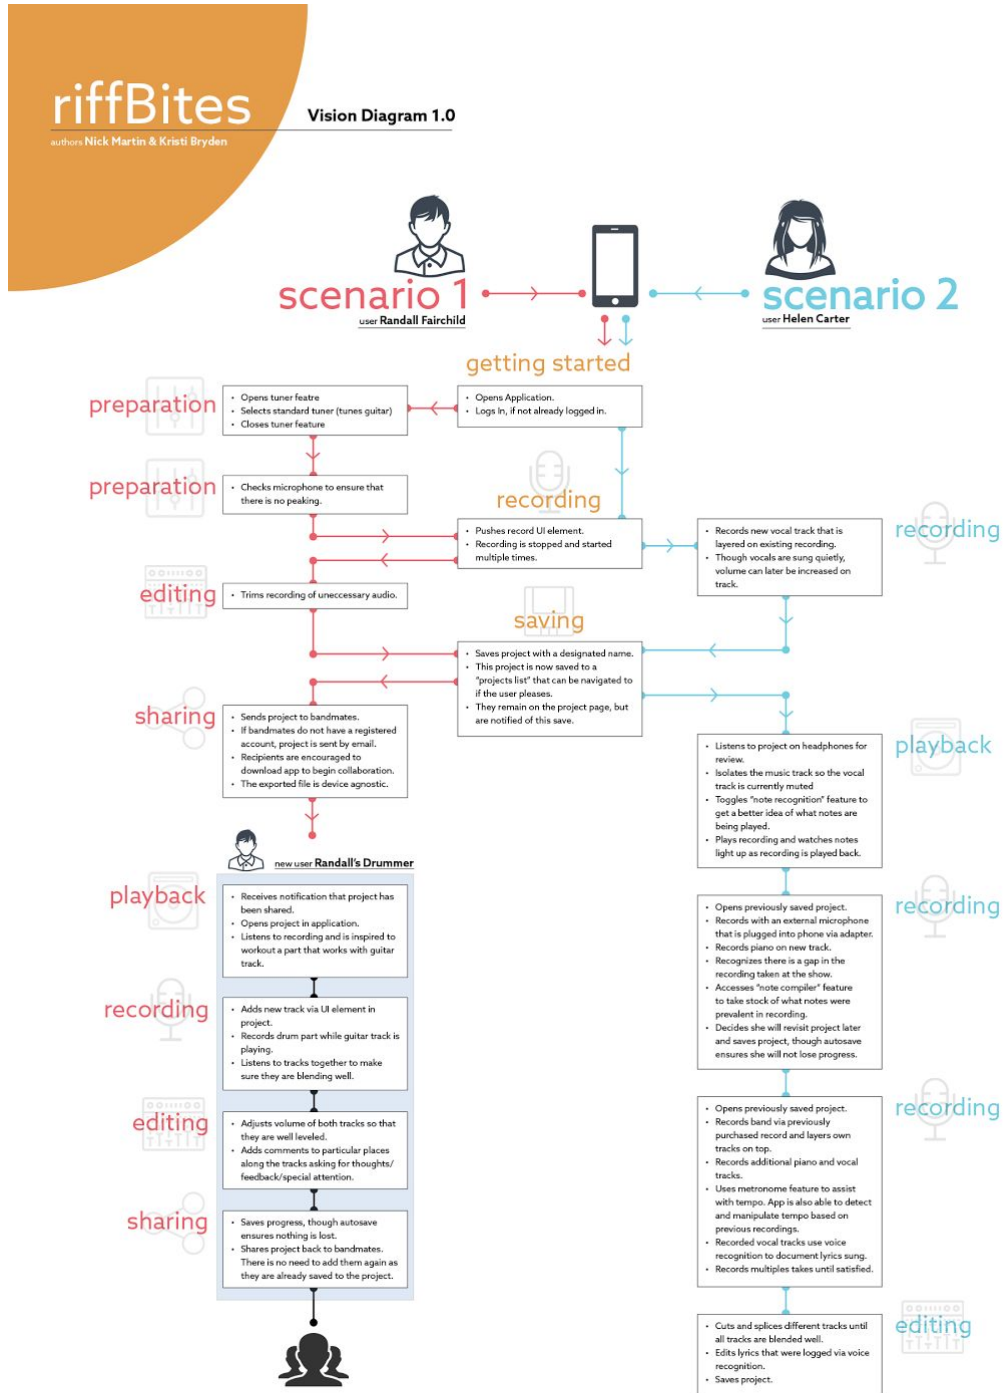 riffBites
Vision Diagram 1.0
authors Nick Martin & Kristi Bryden
scenario 1
user Randall Fairchild
scenario 2
user Helen Carter
getting started
preparation
• Opens tuner featre
• Selects standard tuner (tunes guitar)
• Closes tuner feature
• Opens Application.
• Logs In, if not already logged in.
preparation
• Checks microphone to ensure that
there is no peaking.
recording
• Pushes record UI element.
• Recording is stopped and started
multiple times.
• Records new vocal track that is
layered on existing recording.
• Though vocals are sung quietly,
volume can later be increased on
track.
recording
editing
• Trims recording of uneccessary audio.
saving
• Saves project with a designated name.
• This project is now saved to a
"projects list" that can be navigated to
if the user pleases.
• They remain on the project page, but
are notified of this save.
sharing
• Sends project to bandmates.
• If bandmates do not have a registered
account, project is sent by email.
• Recipients are encouraged to
download app to begin collaboration.
• The exported file is device agnostic.
• Listens to project on headphones for
review.
• Isolates the music track so the vocal
track is currently muted
• Toggles "note recognition" feature to
get a better idea of what notes are
being played.
• Plays recording and watches notes
light up as recording is played back.
playback
new user Randall's Drummer
playback
• Receives notification that project has
been shared.
• Opens project in application.
• Listens to recording and is inspired to
workout a part that works with guitar
track.
• Opens previously saved project.
• Records with an external microphone
that is plugged into phone via adapter.
• Records piano on new track.
• Recognizes there is a gap in the
recording taken at the show.
• Accesses "note compiler" feature
to take stock of what notes were
prevalent in recording.
• Decides she will revisit project later
and saves project, though autosave
ensures she will not lose progress.
recording
recording
• Adds new track via UI element in
project.
• Records drum part while guitar track is
playing.
• Listens to tracks together to make
sure they are blending well.
editing
• Adjusts volume of both tracks so that
they are well leveled.
• Adds comments to particular places
along the tracks asking for thoughts/
feedback/special attention.
• Opens previously saved project.
• Records band via previously
purchased record and layers own
tracks on top.
• Records additional piano and vocal
tracks.
• Uses metronome feature to assist
with tempo. App is also able to detect
and manipulate tempo based on
previous recordings.
• Recorded vocal tracks use voice
recognition to document lyrics sung.
• Records multiples takes until satisfied.
recording
sharing
• Saves progress, though autosave
ensures nothing is lost.
• Shares project back to bandmates.
There is no need to add them again as
they are already saved to the project.
• Cuts and splices different tracks until
all tracks are blended well.
• Edits lyrics that were logged via voice
recognition.
• Saves project.
editing